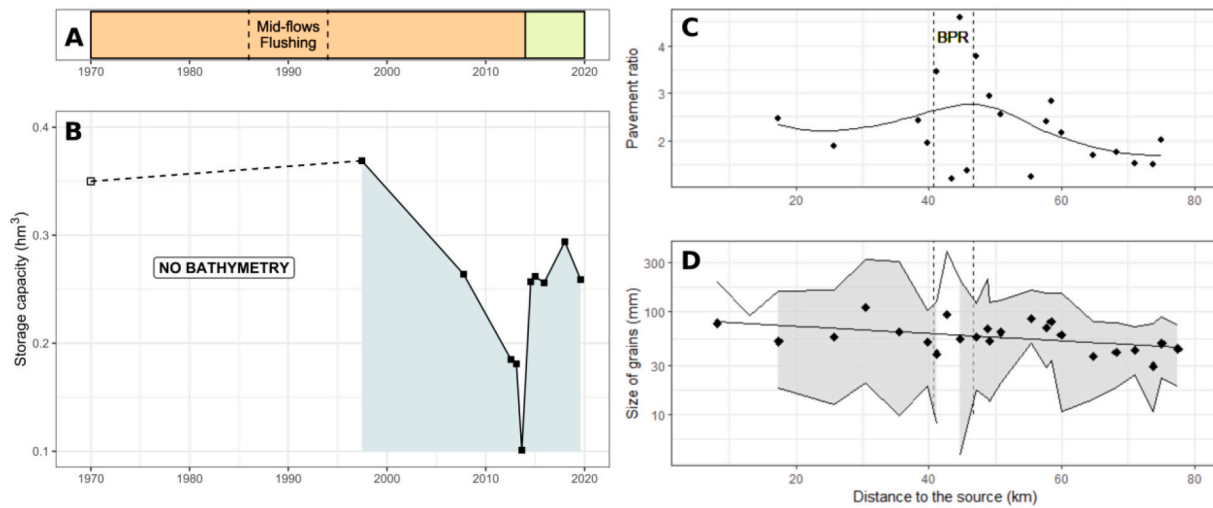 A
Mid-flows
Flushing
1970 1980 1990 2000 2010 2020
B
Storage capacity (hm³)
0.4
0.3
0.2
0.1
NO BATHYMETRY
1970 1980 1990 2000 2010 2020
C
BPR
Pavement ratio
4
3
2
20 40 60 80
D
Size of grains (mm)
300
100
30
10
20 40 60 80
Distance to the source (km)